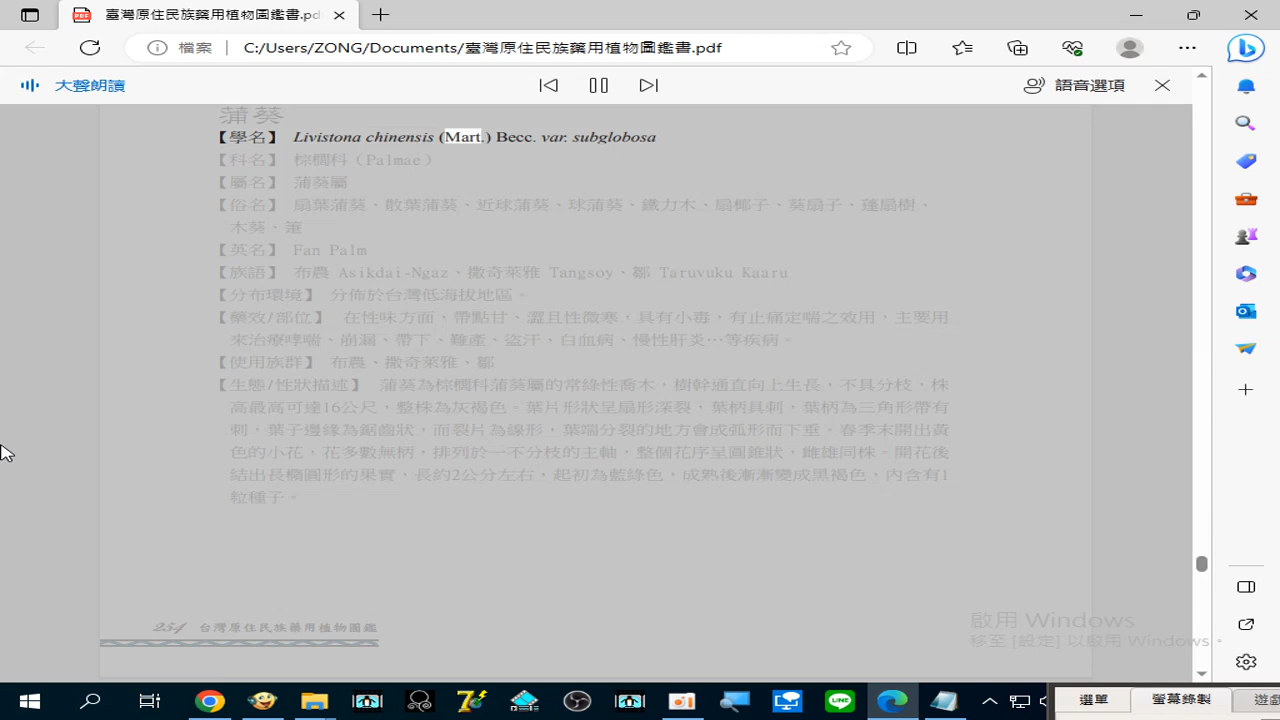 臺灣原住民族藥用植物圖鑑書.pdf
檔案 C:/Users/ZONG/Documents/臺灣原住民族藥用植物圖鑑書.pdf
大聲朗讀
語音選項
蒲葵
【學名】 Livistona chinensis (Mart.) Becc. var. subglobosa
【科名】 棕櫚科（Palmae）
【屬名】 蒲葵屬
【俗名】 扇葉蒲葵、散葉蒲葵、近球蒲葵、球蒲葵、鐵力木、扇椰子、葵扇子、蓬扇樹、
木葵、蓙
【英名】 Fan Palm
【族語】 布農 Asikdai-Ngaz、撒奇萊雅 Tangsoy、鄒 Taruvuku Kaaru
【分布環境】 分佈於台灣低海拔地區。
【藥效/部位】 在性味方面，帶點甘、澀且性微寒，具有小毒，有止痛定喘之效用，主要用
來治療哮喘、崩漏、帶下、難產、盜汗，白血病、慢性肝炎…等疾病。
【使用族群】 布農、撒奇萊雅、鄒
【生態/性狀描述】 蒲葵為棕櫚科蒲葵屬的常綠性喬木，樹幹通直向上生長，不具分枝、株
高最高可達16公尺，整株為灰褐色。葉片形狀呈扇形深裂，葉柄具刺，葉柄為三角形帶有
刺，葉子邊緣為鋸齒狀，而裂片為線形，葉端分裂的地方會成弧形而下垂。春季末開出黃
色的小花，花多數無柄，排列於一不分枝的主軸，整個花序呈圓錐狀，雌雄同株。開花後
結出長橢圓形的果實，長約2公分左右，起初為藍綠色，成熟後漸漸變成黑褐色，內含有1
粒種子。
254 台灣原住民族藥用植物圖鑑
啟用 Windows
移至 [設定] 以啟用 Windows。
選單 螢幕錄製